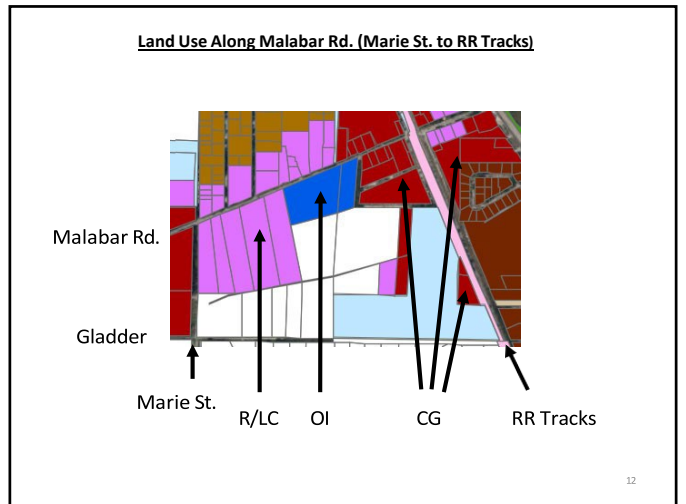 Land Use Along Malabar Rd. (Marie St. to RR Tracks)
Malabar Rd.
Gladder
Marie St.
R/LC
OI
CG
RR Tracks
12